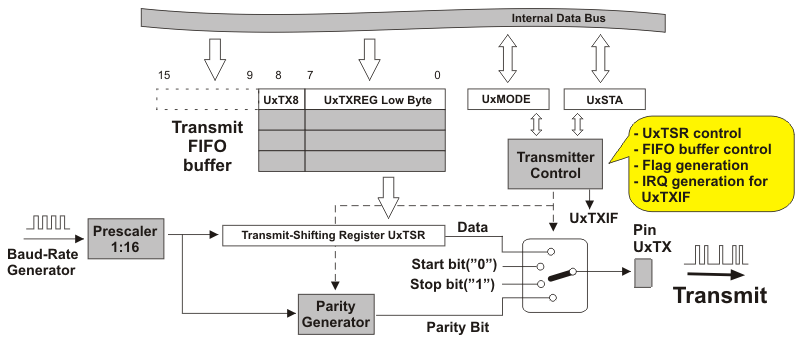 Internal Data Bus
15 9 8 7 0
UxTX8 UxTXREG Low Byte UxMODE UxSTA
Transmit
FIFO
buffer
Transmitter
Control
- UxTSR control
- FIFO buffer control
- Flag generation
- IRQ generation for
UxTXIF
UxTXIF
Baud-Rate
Generator
Prescaler
1:16
Transmit-Shifting Register UxTSR
Data
Start bit("0")
Stop bit("1")
Parity
Generator
Parity Bit
Pin
UxTX
Transmit